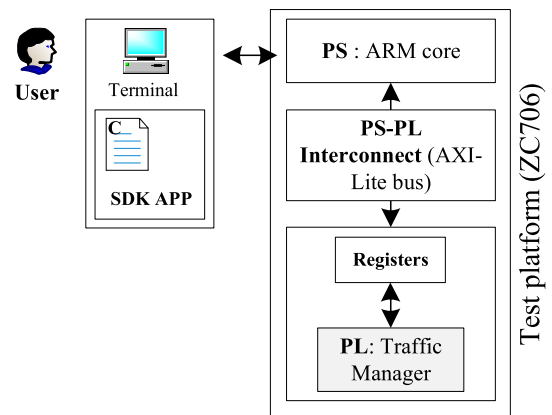 User
Terminal
C
SDK APP
PS : ARM core
PS-PL
Interconnect (AXI-
Lite bus)
Registers
PL: Traffic
Manager
Test platform (ZC706)